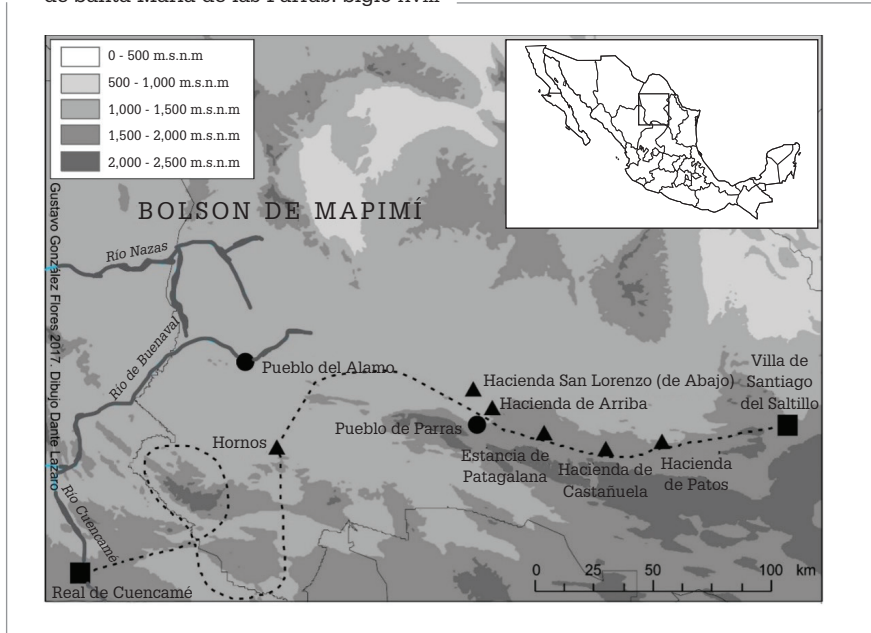 de Santa María de las Parras. Siglo XVIII
0 - 500 m.s.n.m
500 - 1,000 m.s.n.m
1,000 - 1,500 m.s.n.m
1,500 - 2,000 m.s.n.m
2,000 - 2,500 m.s.n.m
BOLSON DE MAPIMÍ
Río Nazas
Gustavo González Flores 2017. Dibujo Dante Lazaro
Río de Buenaval
Pueblo del Alamo
Villa de
Santiago
del Saltillo
Hacienda San Lorenzo (de Abajo)
Hacienda de Arriba
Pueblo de Parras
Hornos
Estancia de
Patagalana
Hacienda de
Castañuela
Hacienda
de Patos
Río Cuencamé
Real de Cuencamé
0 25 50 100 km